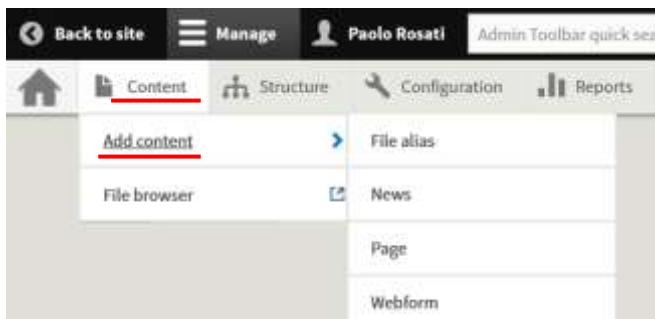 Back to site Manage Paolo Rosati Admin Toolbar quick sea
Content Structure Configuration Reports
Add content File alias
File browser News
Page
Webform